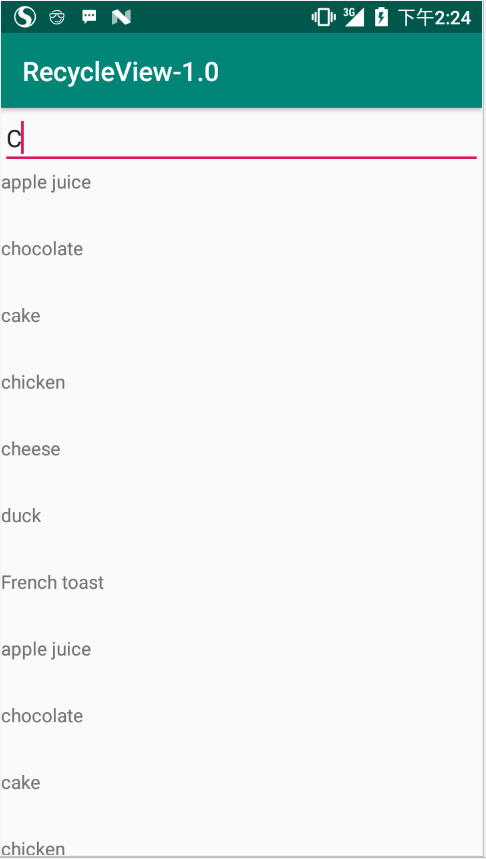 3G 下午2:24
RecycleView-1.0
C
apple juice
chocolate
cake
chicken
cheese
duck
French toast
apple juice
chocolate
cake
chicken